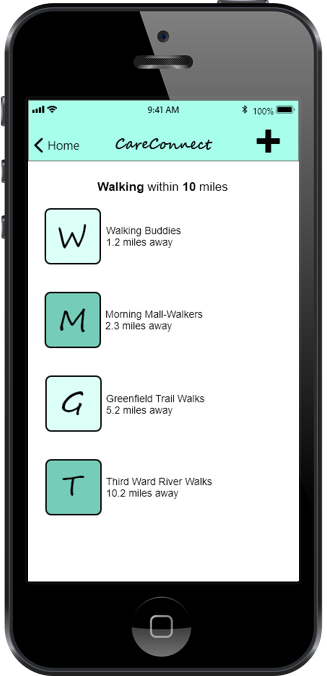 9:41 AM 100%
Home CareConnect
Walking within 10 miles
W
Walking Buddies
1.2 miles away
M
Morning Mall-Walkers
2.3 miles away
G
Greenfield Trail Walks
5.2 miles away
T
Third Ward River Walks
10.2 miles away